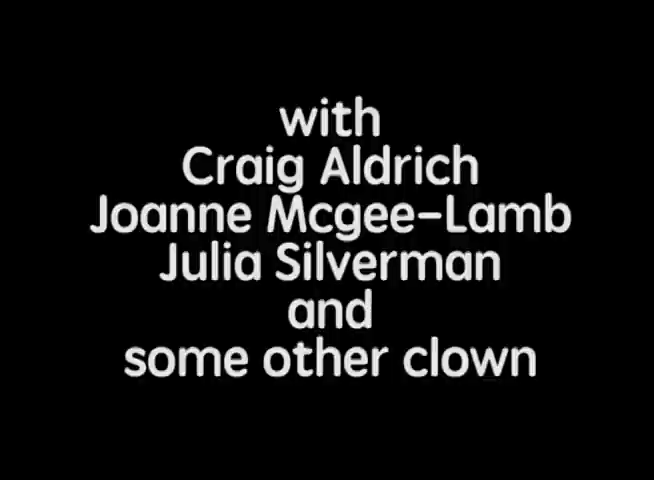 with
Craig Aldrich
Joanne Mcgee-Lamb
Julia Silverman
and
some other clown